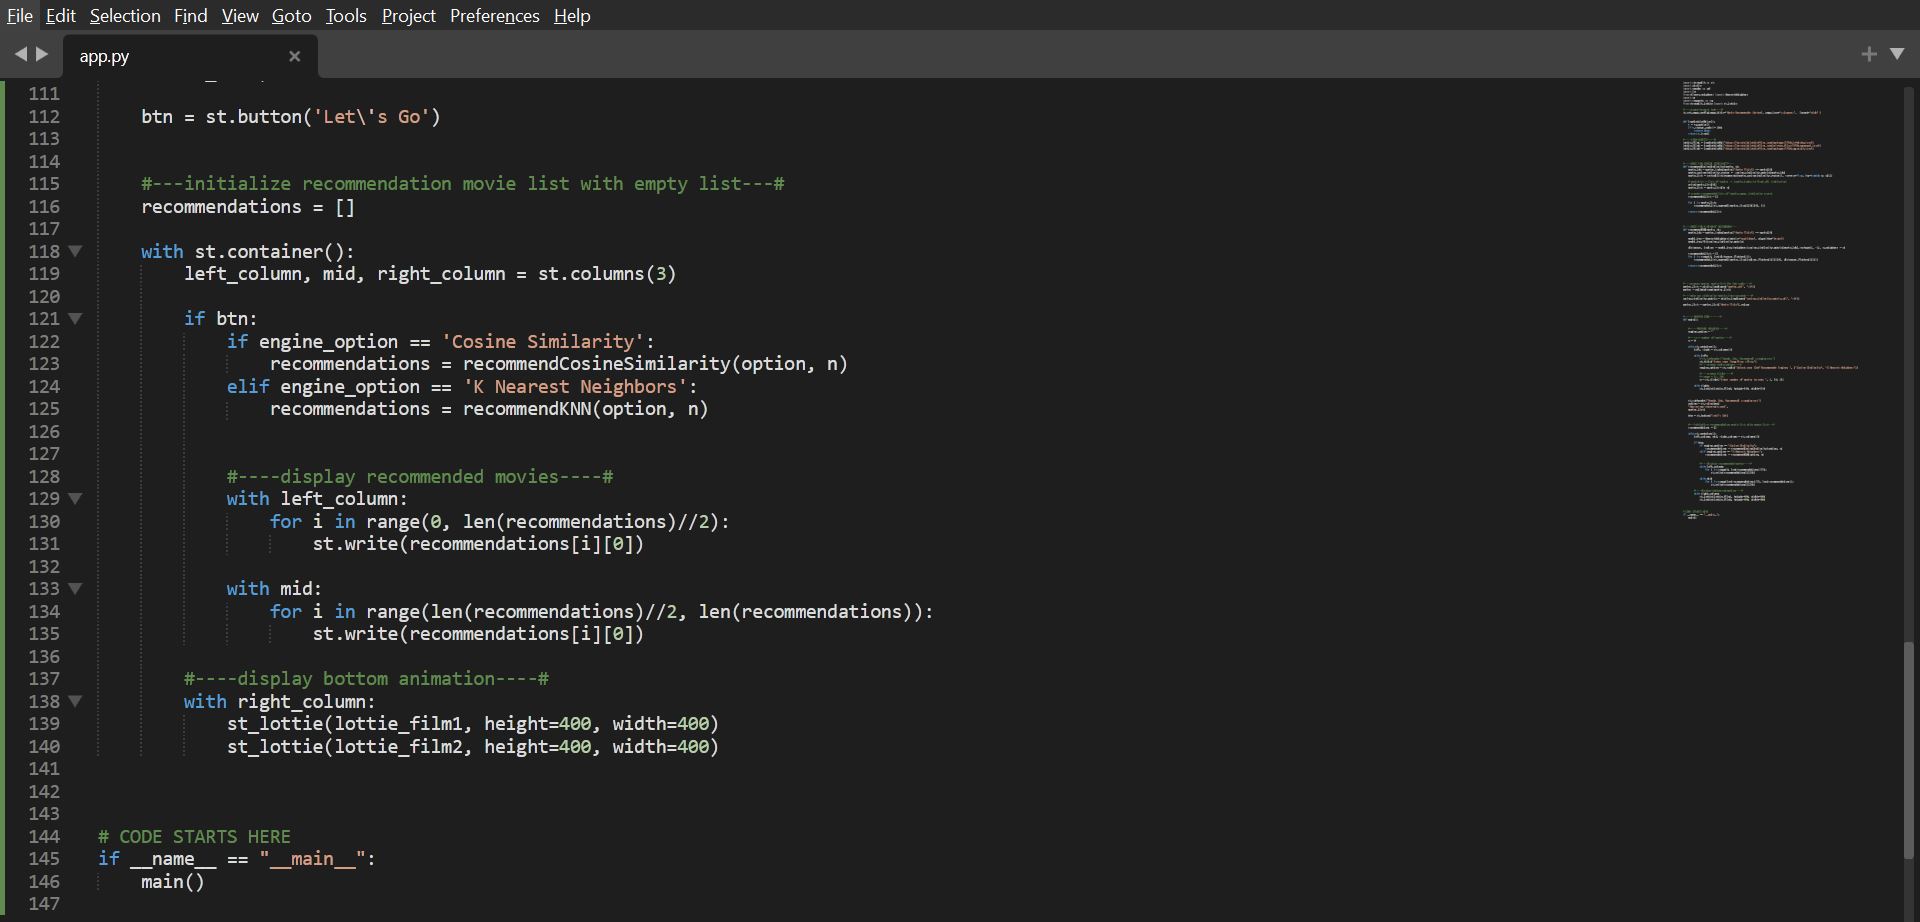 File Edit Selection Find View Goto Tools Project Preferences Help
app.py
111
112 btn = st.button('Let\'s Go')
113
114
115 #---initialize recommendation movie list with empty list---#
116 recommendations = []
117
118 with st.container():
119 left_column, mid, right_column = st.columns(3)
120
121 if btn:
122 if engine_option == 'Cosine Similarity':
123 recommendations = recommendCosineSimilarity(option, n)
124 elif engine_option == 'K Nearest Neighbors':
125 recommendations = recommendKNN(option, n)
126
127
128 #----display recommended movies----#
129 with left_column:
130 for i in range(0, len(recommendations)//2):
131 st.write(recommendations[i][0])
132
133 with mid:
134 for i in range(len(recommendations)//2, len(recommendations)):
135 st.write(recommendations[i][0])
136
137 #----display bottom animation----#
138 with right_column:
139 st_lottie(lottie_film1, height=400, width=400)
140 st_lottie(lottie_film2, height=400, width=400)
141
142
143
144 # CODE STARTS HERE
145 if __name__ == "__main__":
146 main()
147